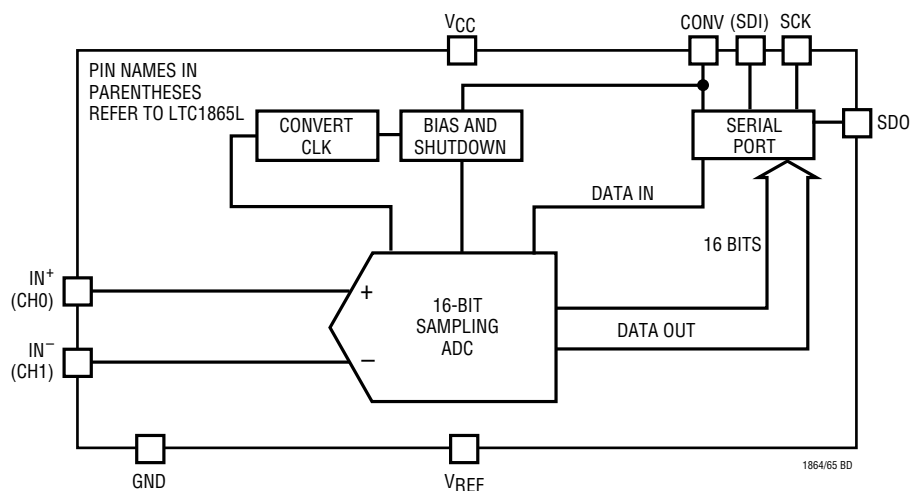 VCC
CONV (SDI) SCK
PIN NAMES IN
PARENTHESES
REFER TO LTC1865L
CONVERT
CLK
BIAS AND
SHUTDOWN
SERIAL
PORT
SDO
DATA IN
16 BITS
IN+
(CH0)
+
16-BIT
SAMPLING
ADC
DATA OUT
IN−
(CH1)
−
GND
VREF
1864/65 BD